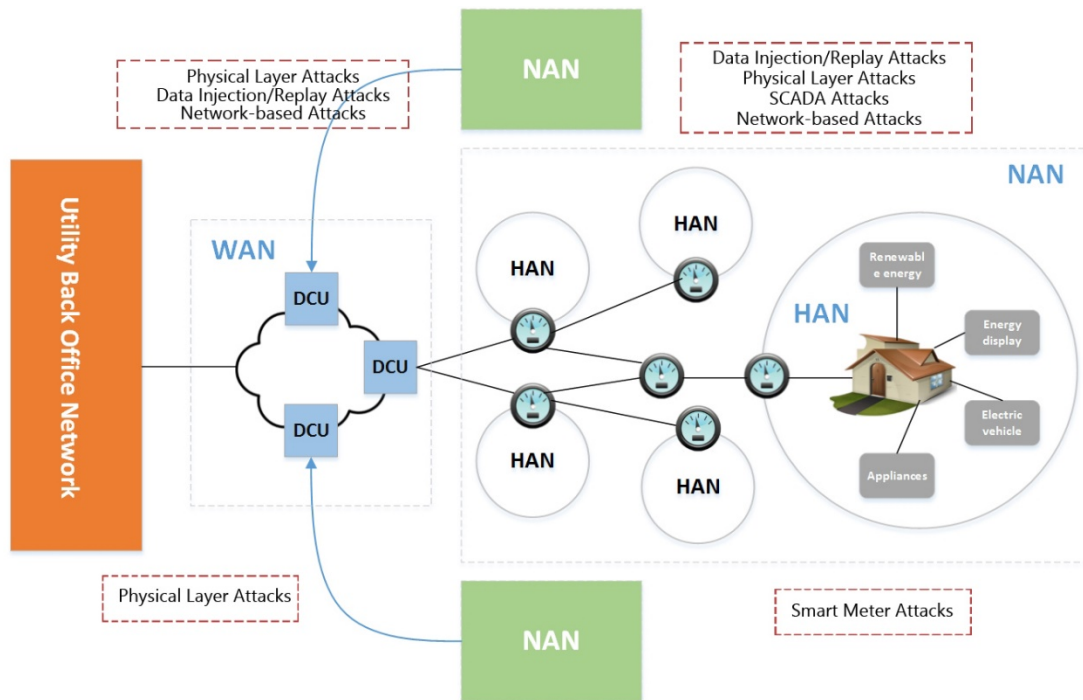 NAN
Physical Layer Attacks
Data Injection/Replay Attacks
Network-based Attacks
Data Injection/Replay Attacks
Physical Layer Attacks
SCADA Attacks
Network-based Attacks
Utility Back Office Network
WAN
DCU
DCU
DCU
NAN
HAN
HAN
HAN
HAN
HAN
Renewabl
e energy
Energy
display
Electric
vehicle
Appliances
Physical Layer Attacks
NAN
Smart Meter Attacks